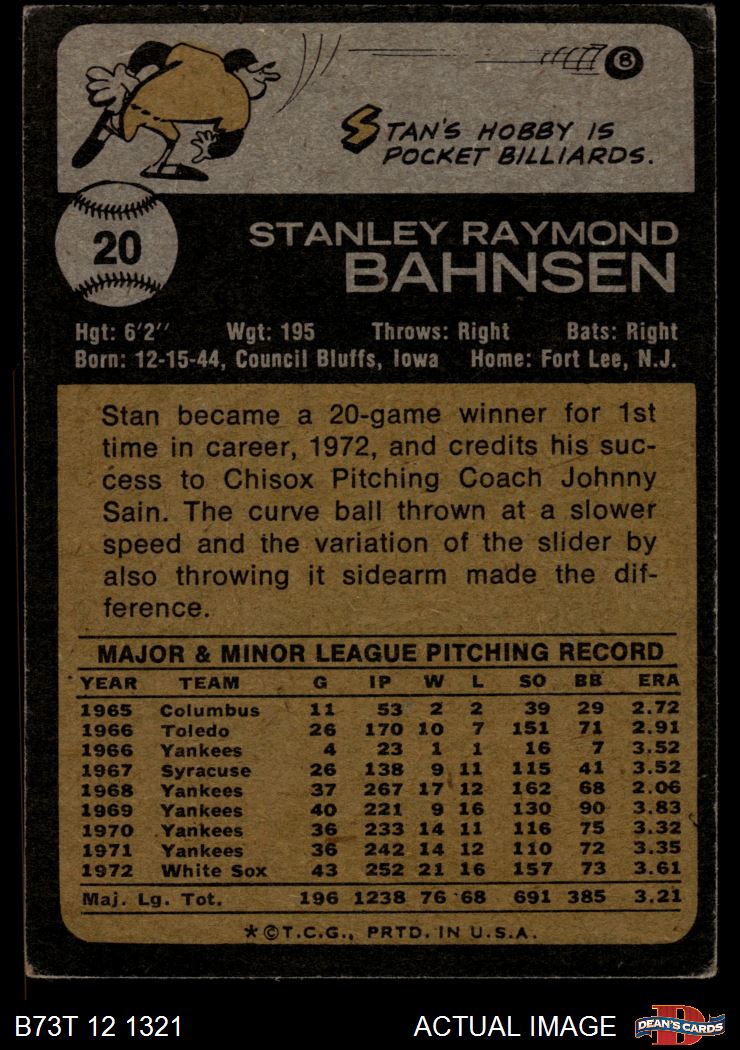 8
STAN'S HOBBY IS
POCKET BILLIARDS.
20
STANLEY RAYMOND
BAHNSEN
Hgt: 6'2" Wgt: 195 Throws: Right Bats: Right
Born: 12-15-44, Council Bluffs, Iowa Home: Fort Lee, N.J.
Stan became a 20-game winner for 1st
time in career, 1972, and credits his suc-
cess to Chisox Pitching Coach Johnny
Sain. The curve ball thrown at a slower
speed and the variation of the slider by
also throwing it sidearm made the dif-
ference.
MAJOR & MINOR LEAGUE PITCHING RECORD
YEAR TEAM G IP W L SO BB ERA
1965 Columbus 11 53 2 2 39 29 2.72
1966 Toledo 26 170 10 7 151 71 2.91
1966 Yankees 4 23 1 1 16 7 3.52
1967 Syracuse 26 138 9 11 115 41 3.52
1968 Yankees 37 267 17 12 162 68 2.06
1969 Yankees 40 221 9 16 130 90 3.83
1970 Yankees 36 233 14 11 116 75 3.32
1971 Yankees 36 242 14 12 110 72 3.35
1972 White Sox 43 252 21 16 157 73 3.61
Maj. Lg. Tot. 196 1238 76 68 691 385 3.21
*©T.C.G., PRTD. IN U.S.A.
B73T 12 1321 ACTUAL IMAGE D DEAN'S CARDS